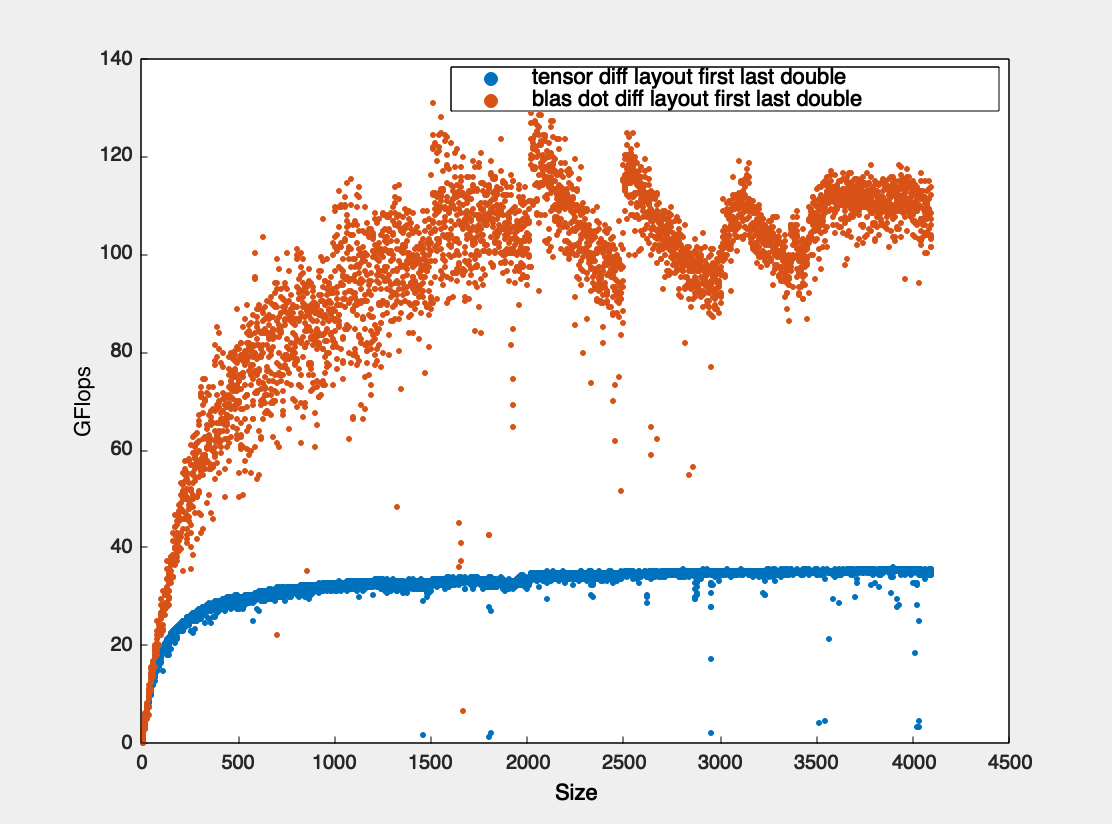 140
120
100
80
60
40
20
0
GFlops
tensor diff layout first last double
blas dot diff layout first last double
0 500 1000 1500 2000 2500 3000 3500 4000 4500
Size